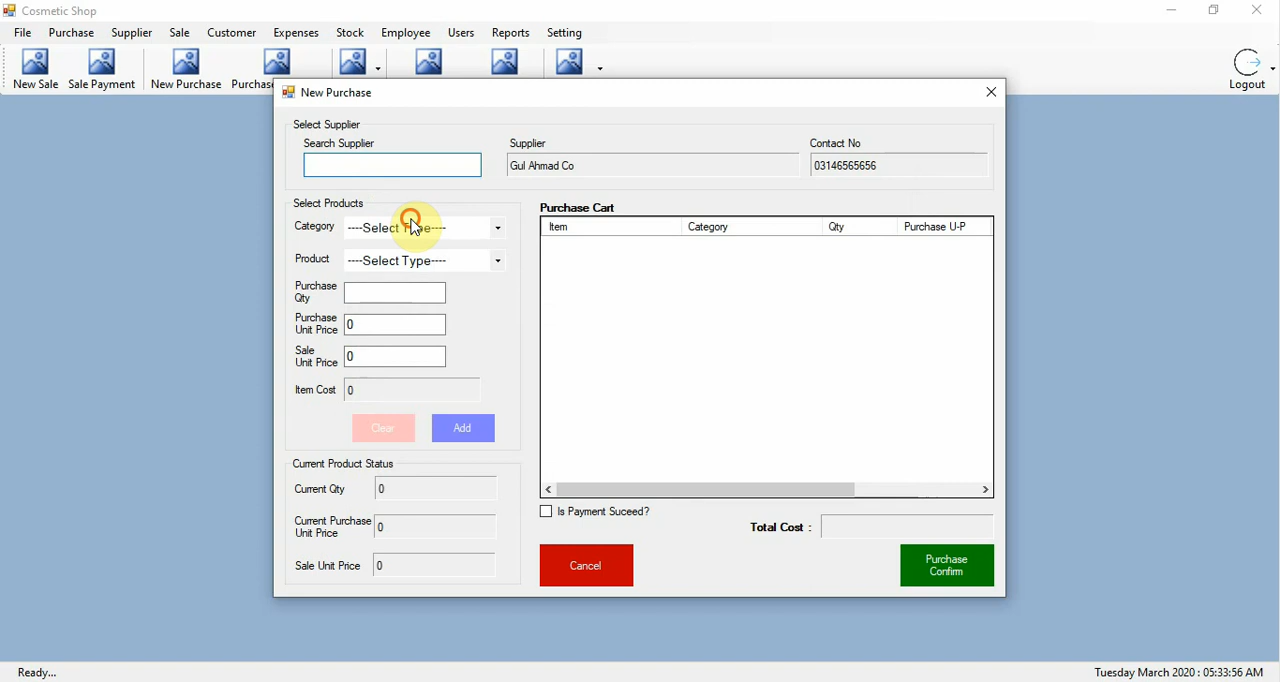 Cosmetic Shop
File Purchase Supplier Sale Customer Expenses Stock Employee Users Reports Setting
New Sale Sale Payment New Purchase Logout
New Purchase
Select Supplier
Search Supplier Supplier Contact No
Gul Ahmad Co 03146565656
Select Products
Category
Product ----Select Type----
Purchase
Qty
Purchase
Unit Price 0
Sale
Unit Price 0
Item Cost 0
Clear Add
Current Product Status
Current Qty 0
Current Purchase
Unit Price 0
Sale Unit Price 0
Purchase Cart
Item Category Qty Purchase U-P
Is Payment Suceed?
Total Cost :
Cancel
Purchase
Confirm
Ready... Tuesday March 2020 : 05:33:56 AM